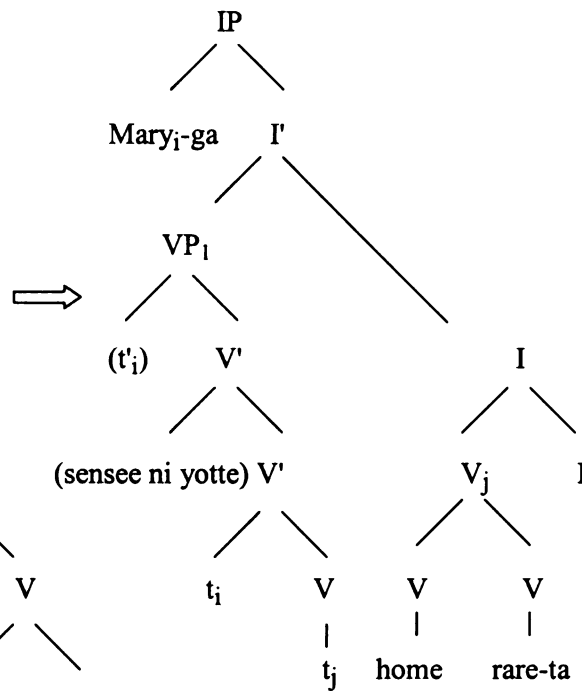 IP
Maryi-ga I'
VP1
(t'i) V' I
(sensee ni yotte) V' Vj
V ti V V V
tj home rare-ta